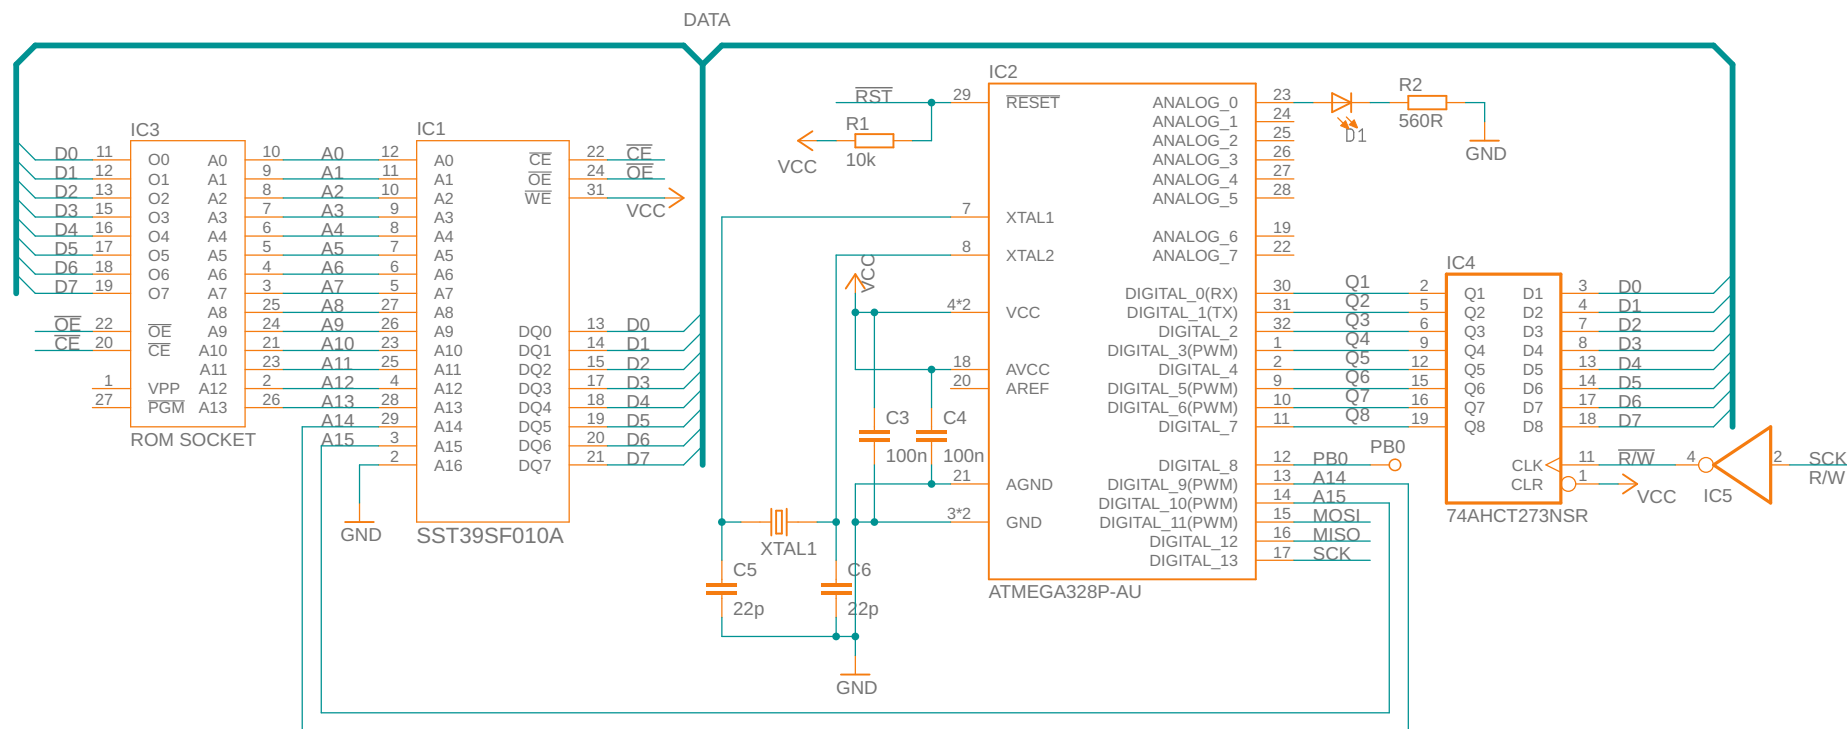 DATA
IC3
D0 11 O0 A0 10 A0
D1 12 O1 A1 9 A1
D2 13 O2 A2 8 A2
D3 15 O3 A3 7 A3
D4 16 O4 A4 6 A4
D5 17 O5 A5 5 A5
D6 18 O6 A6 4 A6
D7 19 O7 A7 3 A7
A8 25 A8
OE 22 OE A9 24 A9
CE 20 CE A10 21 A10
A11 23 A11
1 VPP A12 2 A12
27 PGM A13 26 A13
A14
A15
ROM SOCKET
IC1
12 A0 CE 22 CE
11 A1 OE 24 OE
10 A2 WE 31 VCC
9 A3
8 A4
7 A5
6 A6
5 A7
27 A8
26 A9 DQ0 13 D0
23 A10 DQ1 14 D1
25 A11 DQ2 15 D2
4 A12 DQ3 17 D3
28 A13 DQ4 18 D4
29 A14 DQ5 19 D5
3 A15 DQ6 20 D6
2 A16 DQ7 21 D7
GND
SST39SF010A
RST
R1
10k
VCC
VCC
C3
100n
C4
100n
XTAL1
C5
22p
C6
22p
GND
IC2
29 RESET ANALOG_0 23
ANALOG_1 24
ANALOG_2 25
ANALOG_3 26
ANALOG_4 27
ANALOG_5 28
7 XTAL1
ANALOG_6 19
8 XTAL2 ANALOG_7 22
DIGITAL_0(RX) 30 Q1
4*2 VCC DIGITAL_1(TX) 31 Q2
DIGITAL_2 32 Q3
DIGITAL_3(PWM) 1 Q4
18 AVCC DIGITAL_4 2 Q5
20 AREF DIGITAL_5(PWM) 9 Q6
DIGITAL_6(PWM) 10 Q7
DIGITAL_7 11 Q8
DIGITAL_8 12 PB0 PB0
21 AGND DIGITAL_9(PWM) 13 A14
DIGITAL_10(PWM) 14 A15
3*2 GND DIGITAL_11(PWM) 15 MOSI
DIGITAL_12 16 MISO
DIGITAL_13 17 SCK
ATMEGA328P-AU
D1
R2
560R
GND
IC4
2 Q1 D1 3 D0
5 Q2 D2 4 D1
6 Q3 D3 7 D2
9 Q4 D4 8 D3
12 Q5 D5 13 D4
15 Q6 D6 14 D5
16 Q7 D7 17 D6
19 Q8 D8 18 D7
CLK 11 R/W 4 2 SCK
CLR 1 VCC IC5 R/W
74AHCT273NSR